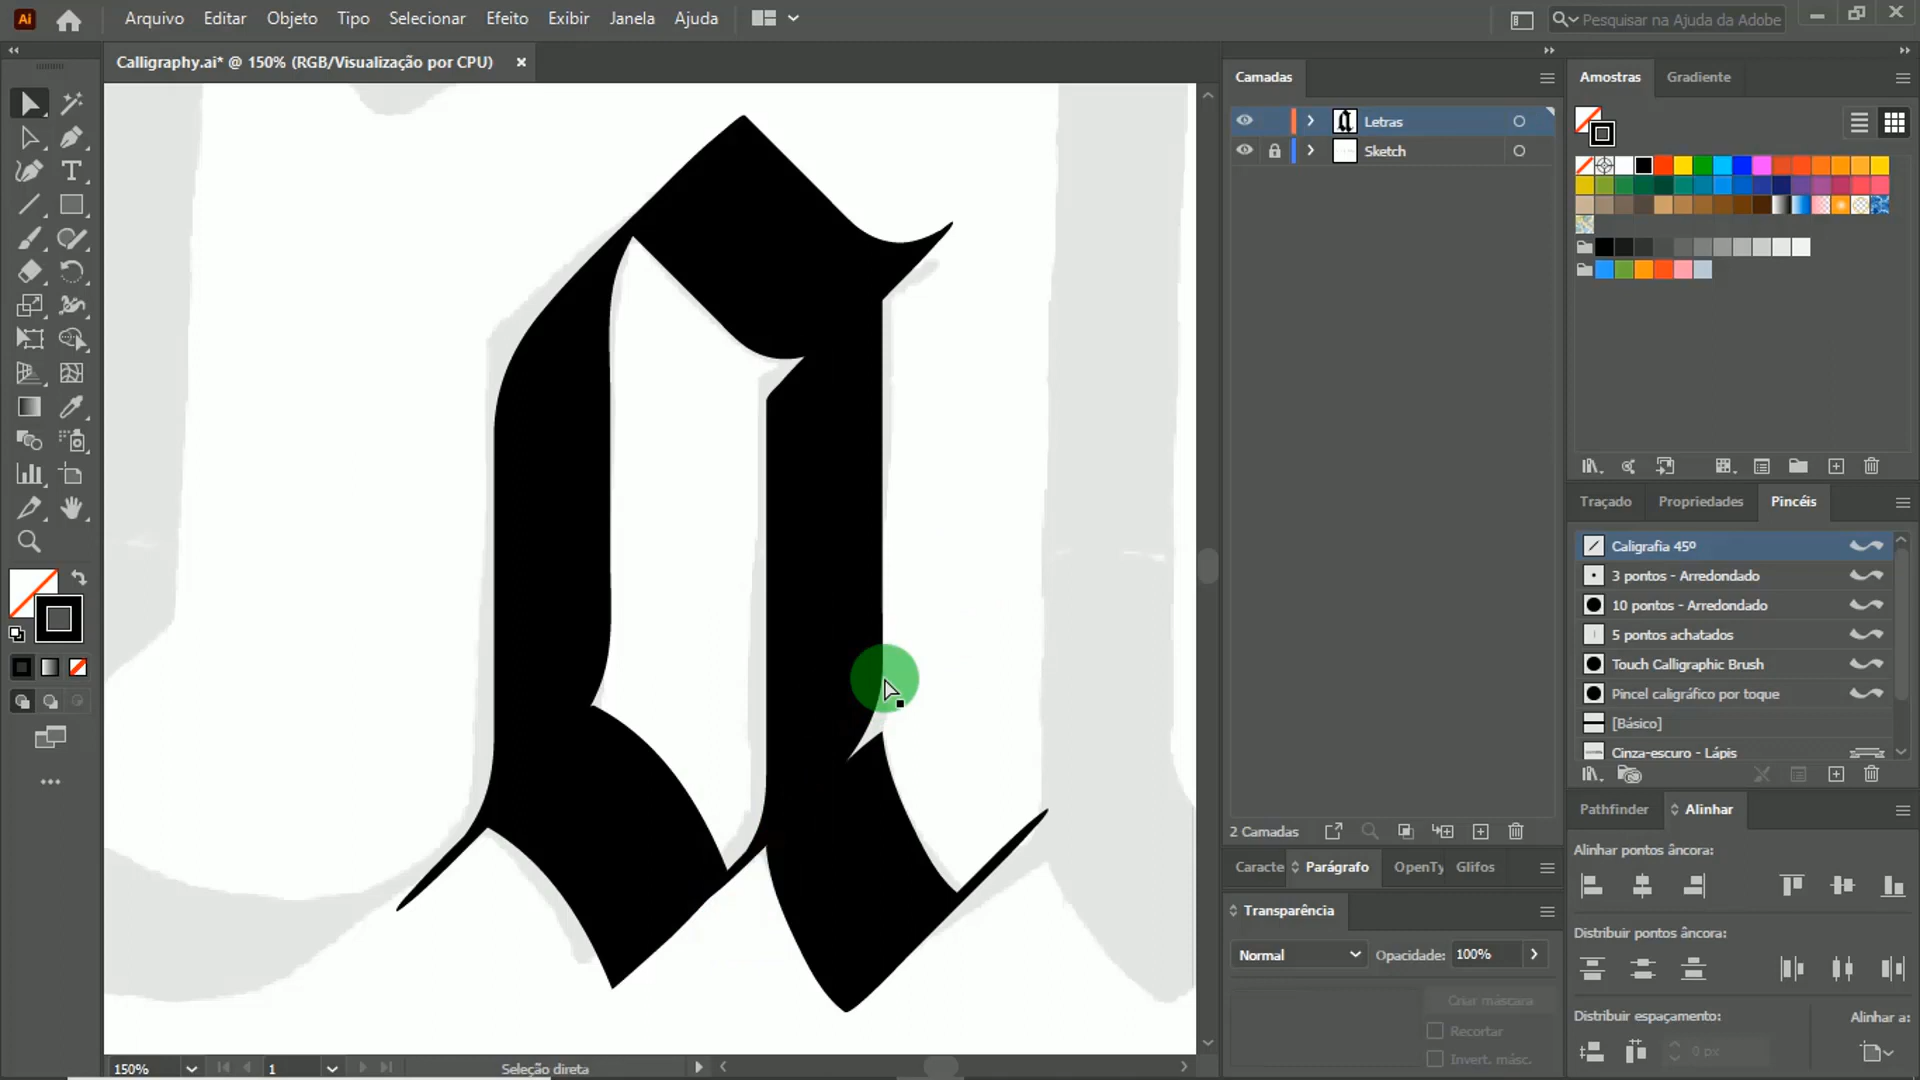 Ai
Arquivo Editar Objeto Tipo Selecionar Efeito Exibir Janela Ajuda
Pesquisar na Ajuda da Adobe
Calligraphy.ai* @ 150% (RGB/Visualização por CPU)
Camadas
Letras
Sketch
2 Camadas
Caracte Parágrafo OpenTy Glifos
Transparência
Normal Opacidade: 100%
Criar máscara
Recortar
Invert. másc.
Amostras Gradiente
Traçado Propriedades Pincéis
Caligrafia 45º
3 pontos - Arredondado
10 pontos - Arredondado
5 pontos achatados
Touch Calligraphic Brush
Pincel caligráfico por toque
[Básico]
Cinza-escuro - Lápis
Pathfinder Alinhar
Alinhar pontos âncora:
Distribuir pontos âncora:
Distribuir espaçamento: Alinhar a:
0 px
a
150% 1 Seleção direta